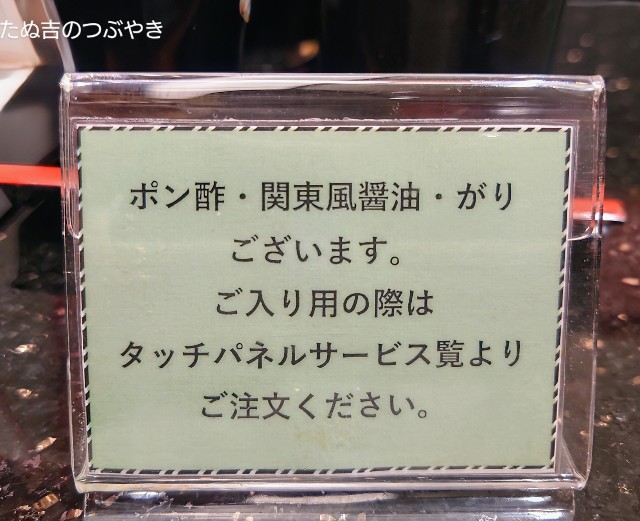 たぬ吉のつぶやき
ポン酢・関東風醤油・がり
ございます。
ご入り用の際は
タッチパネルサービス覧より
ご注文ください。